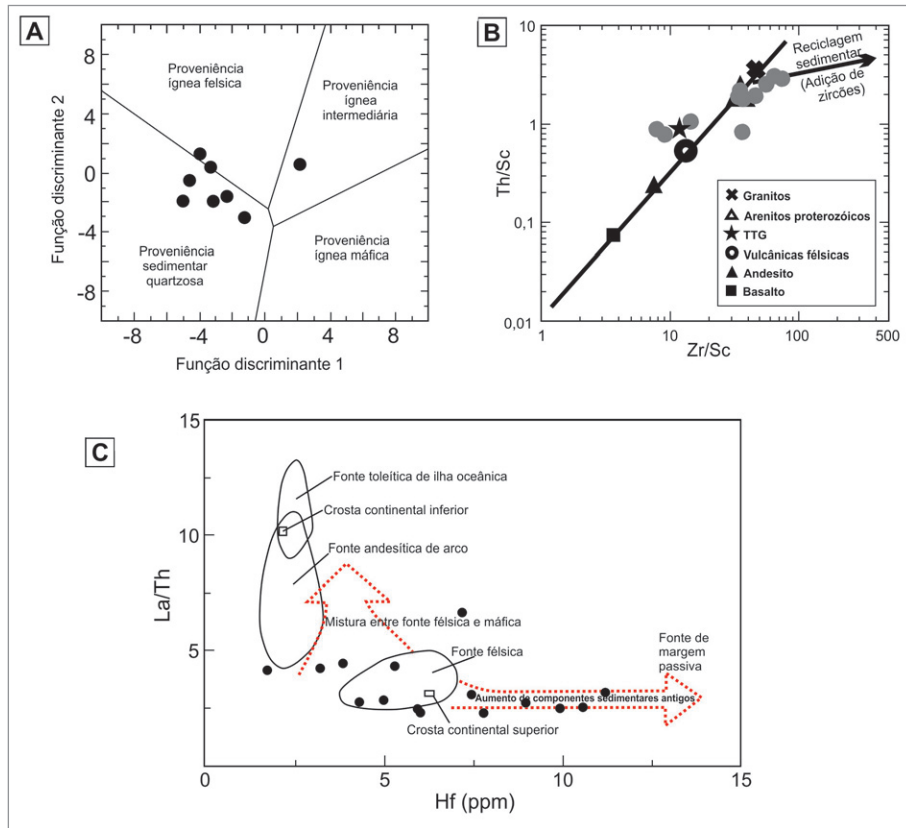 A
10
8
4
0
-4
-8
-10
-8
-4
0
4
8
Função discriminante 2
Função discriminante 1
Proveniência
ígnea felsica
Proveniência
ígnea
intermediária
Proveniência
sedimentar
quartzosa
Proveniência
ígnea máfica
B
10
1
0,1
0,01
1
10
100
500
Th/Sc
Zr/Sc
Reciclagem
sedimentar
(Adição de
zircões)
Granitos
Arenitos proterozóicos
TTG
Vulcânicas félsicas
Andesito
Basalto
C
15
10
5
0
0
5
10
15
La/Th
Hf (ppm)
Fonte toleítica de ilha oceânica
Crosta continental inferior
Fonte andesítica de arco
Mistura entre fonte félsica e máfica
Fonte félsica
Fonte de
margem
passiva
Aumento de componentes sedimentares antigos
Crosta continental superior